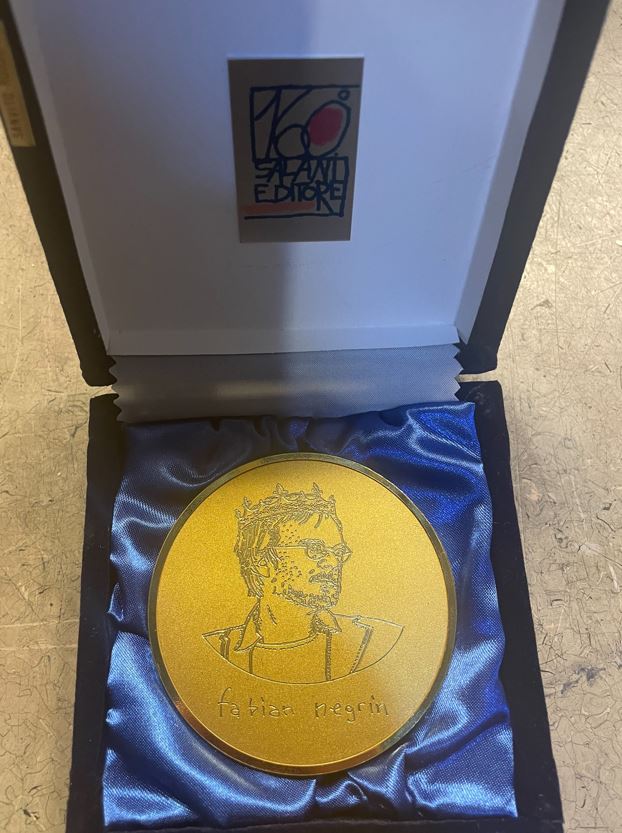 160°
SALANI
EDITORE
fabian negrin